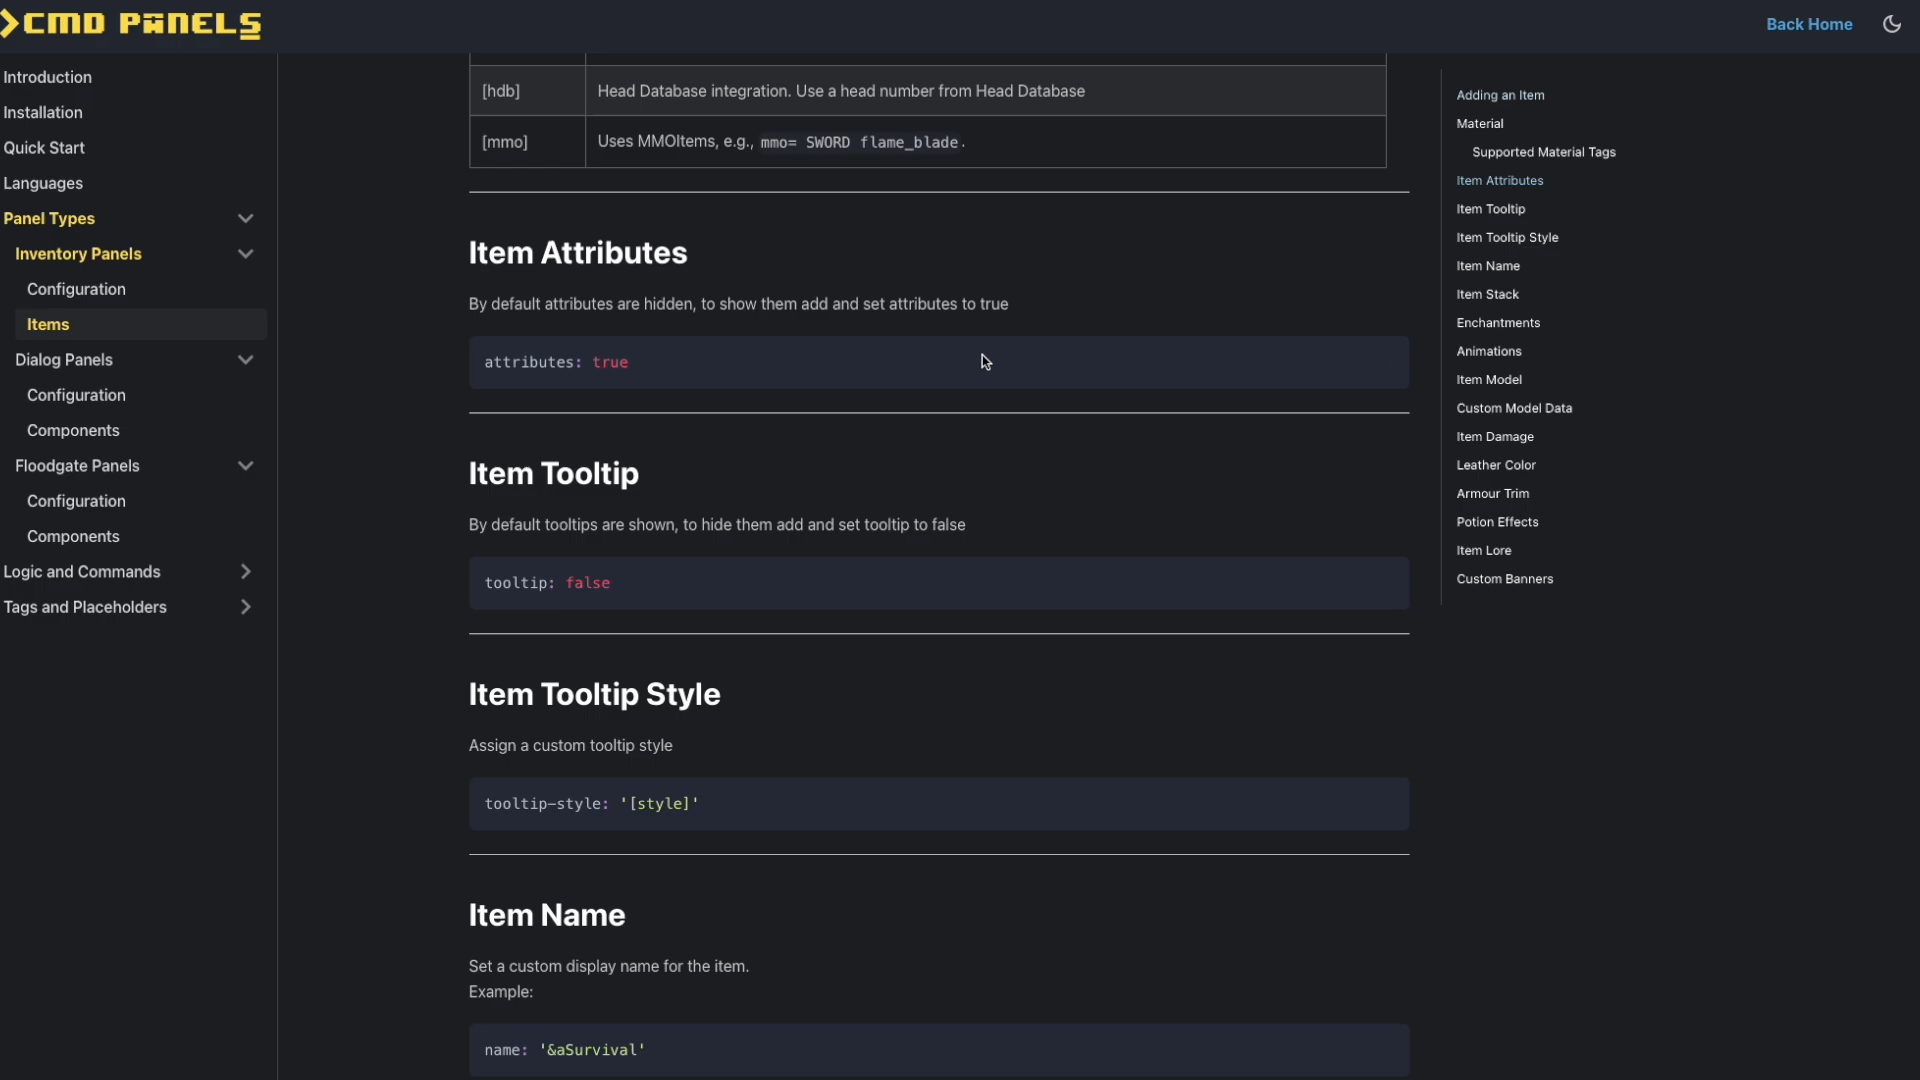 CMD PANELS
Back Home
Introduction
Installation
Quick Start
Languages
Panel Types
Inventory Panels
Configuration
Items
Dialog Panels
Configuration
Components
Floodgate Panels
Configuration
Components
Logic and Commands
Tags and Placeholders
[hdb] Head Database integration. Use a head number from Head Database
[mmo] Uses MMOItems, e.g., mmo= SWORD flame_blade.
Item Attributes
By default attributes are hidden, to show them add and set attributes to true
attributes: true
Item Tooltip
By default tooltips are shown, to hide them add and set tooltip to false
tooltip: false
Item Tooltip Style
Assign a custom tooltip style
tooltip-style: '[style]'
Item Name
Set a custom display name for the item.
Example:
name: '&aSurvival'
Adding an Item
Material
Supported Material Tags
Item Attributes
Item Tooltip
Item Tooltip Style
Item Name
Item Stack
Enchantments
Animations
Item Model
Custom Model Data
Item Damage
Leather Color
Armour Trim
Potion Effects
Item Lore
Custom Banners